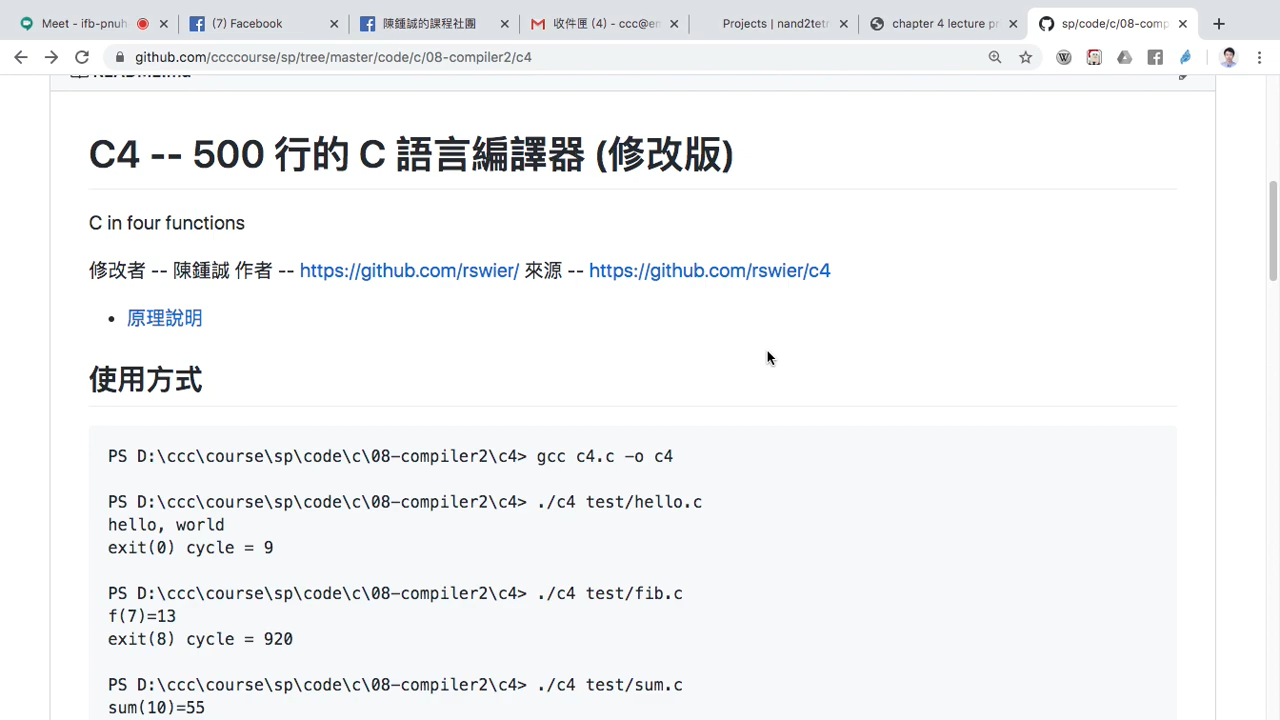 Meet - ifb-pnuh
(7) Facebook
陳鍾誠的課程社團
收件匣 (4) - ccc@en
Projects | nand2tetr
chapter 4 lecture pr
sp/code/c/08-comp
github.com/ccccourse/sp/tree/master/code/c/08-compiler2/c4
README.md
C4 -- 500 行的 C 語言編譯器 (修改版)
C in four functions
修改者 -- 陳鍾誠 作者 -- https://github.com/rswier/ 來源 -- https://github.com/rswier/c4
• 原理說明
使用方式
PS D:\ccc\course\sp\code\c\08-compiler2\c4> gcc c4.c -o c4
PS D:\ccc\course\sp\code\c\08-compiler2\c4> ./c4 test/hello.c
hello, world
exit(0) cycle = 9
PS D:\ccc\course\sp\code\c\08-compiler2\c4> ./c4 test/fib.c
f(7)=13
exit(8) cycle = 920
PS D:\ccc\course\sp\code\c\08-compiler2\c4> ./c4 test/sum.c
sum(10)=55